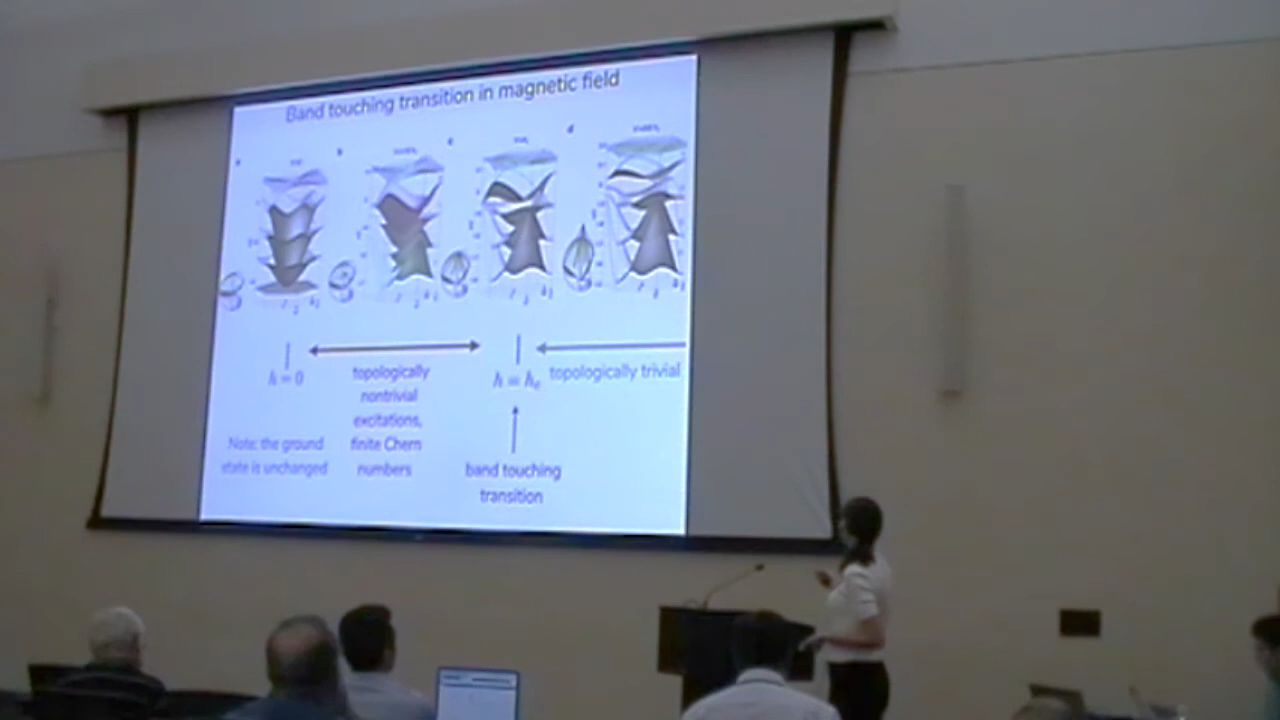 Band touching transition in magnetic field
h = 0
topologically
nontrivial
excitations,
finite Chern
numbers
h = hc
topologically trivial
Note: the ground
state is unchanged
band touching
transition